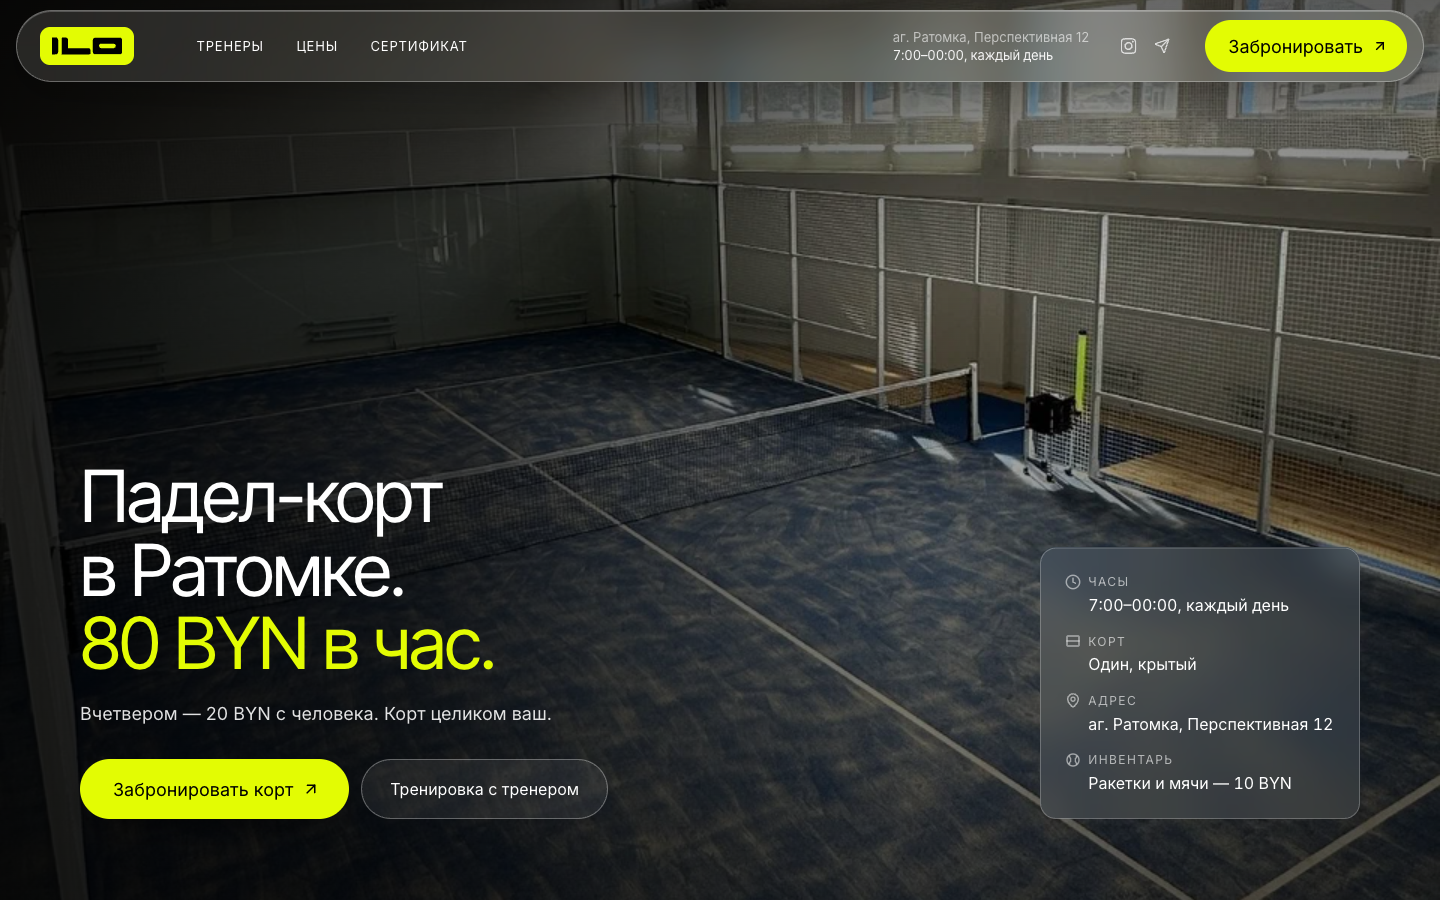 ILO
ТРЕНЕРЫ
ЦЕНЫ
СЕРТИФИКАТ
аг. Ратомка, Перспективная 12
7:00–00:00, каждый день
Забронировать
Падел-корт
в Ратомке.
80 BYN в час.
Вчетвером — 20 BYN с человека. Корт целиком ваш.
Забронировать корт
Тренировка с тренером
ЧАСЫ
7:00–00:00, каждый день
КОРТ
Один, крытый
АДРЕС
аг. Ратомка, Перспективная 12
ИНВЕНТАРЬ
Ракетки и мячи — 10 BYN